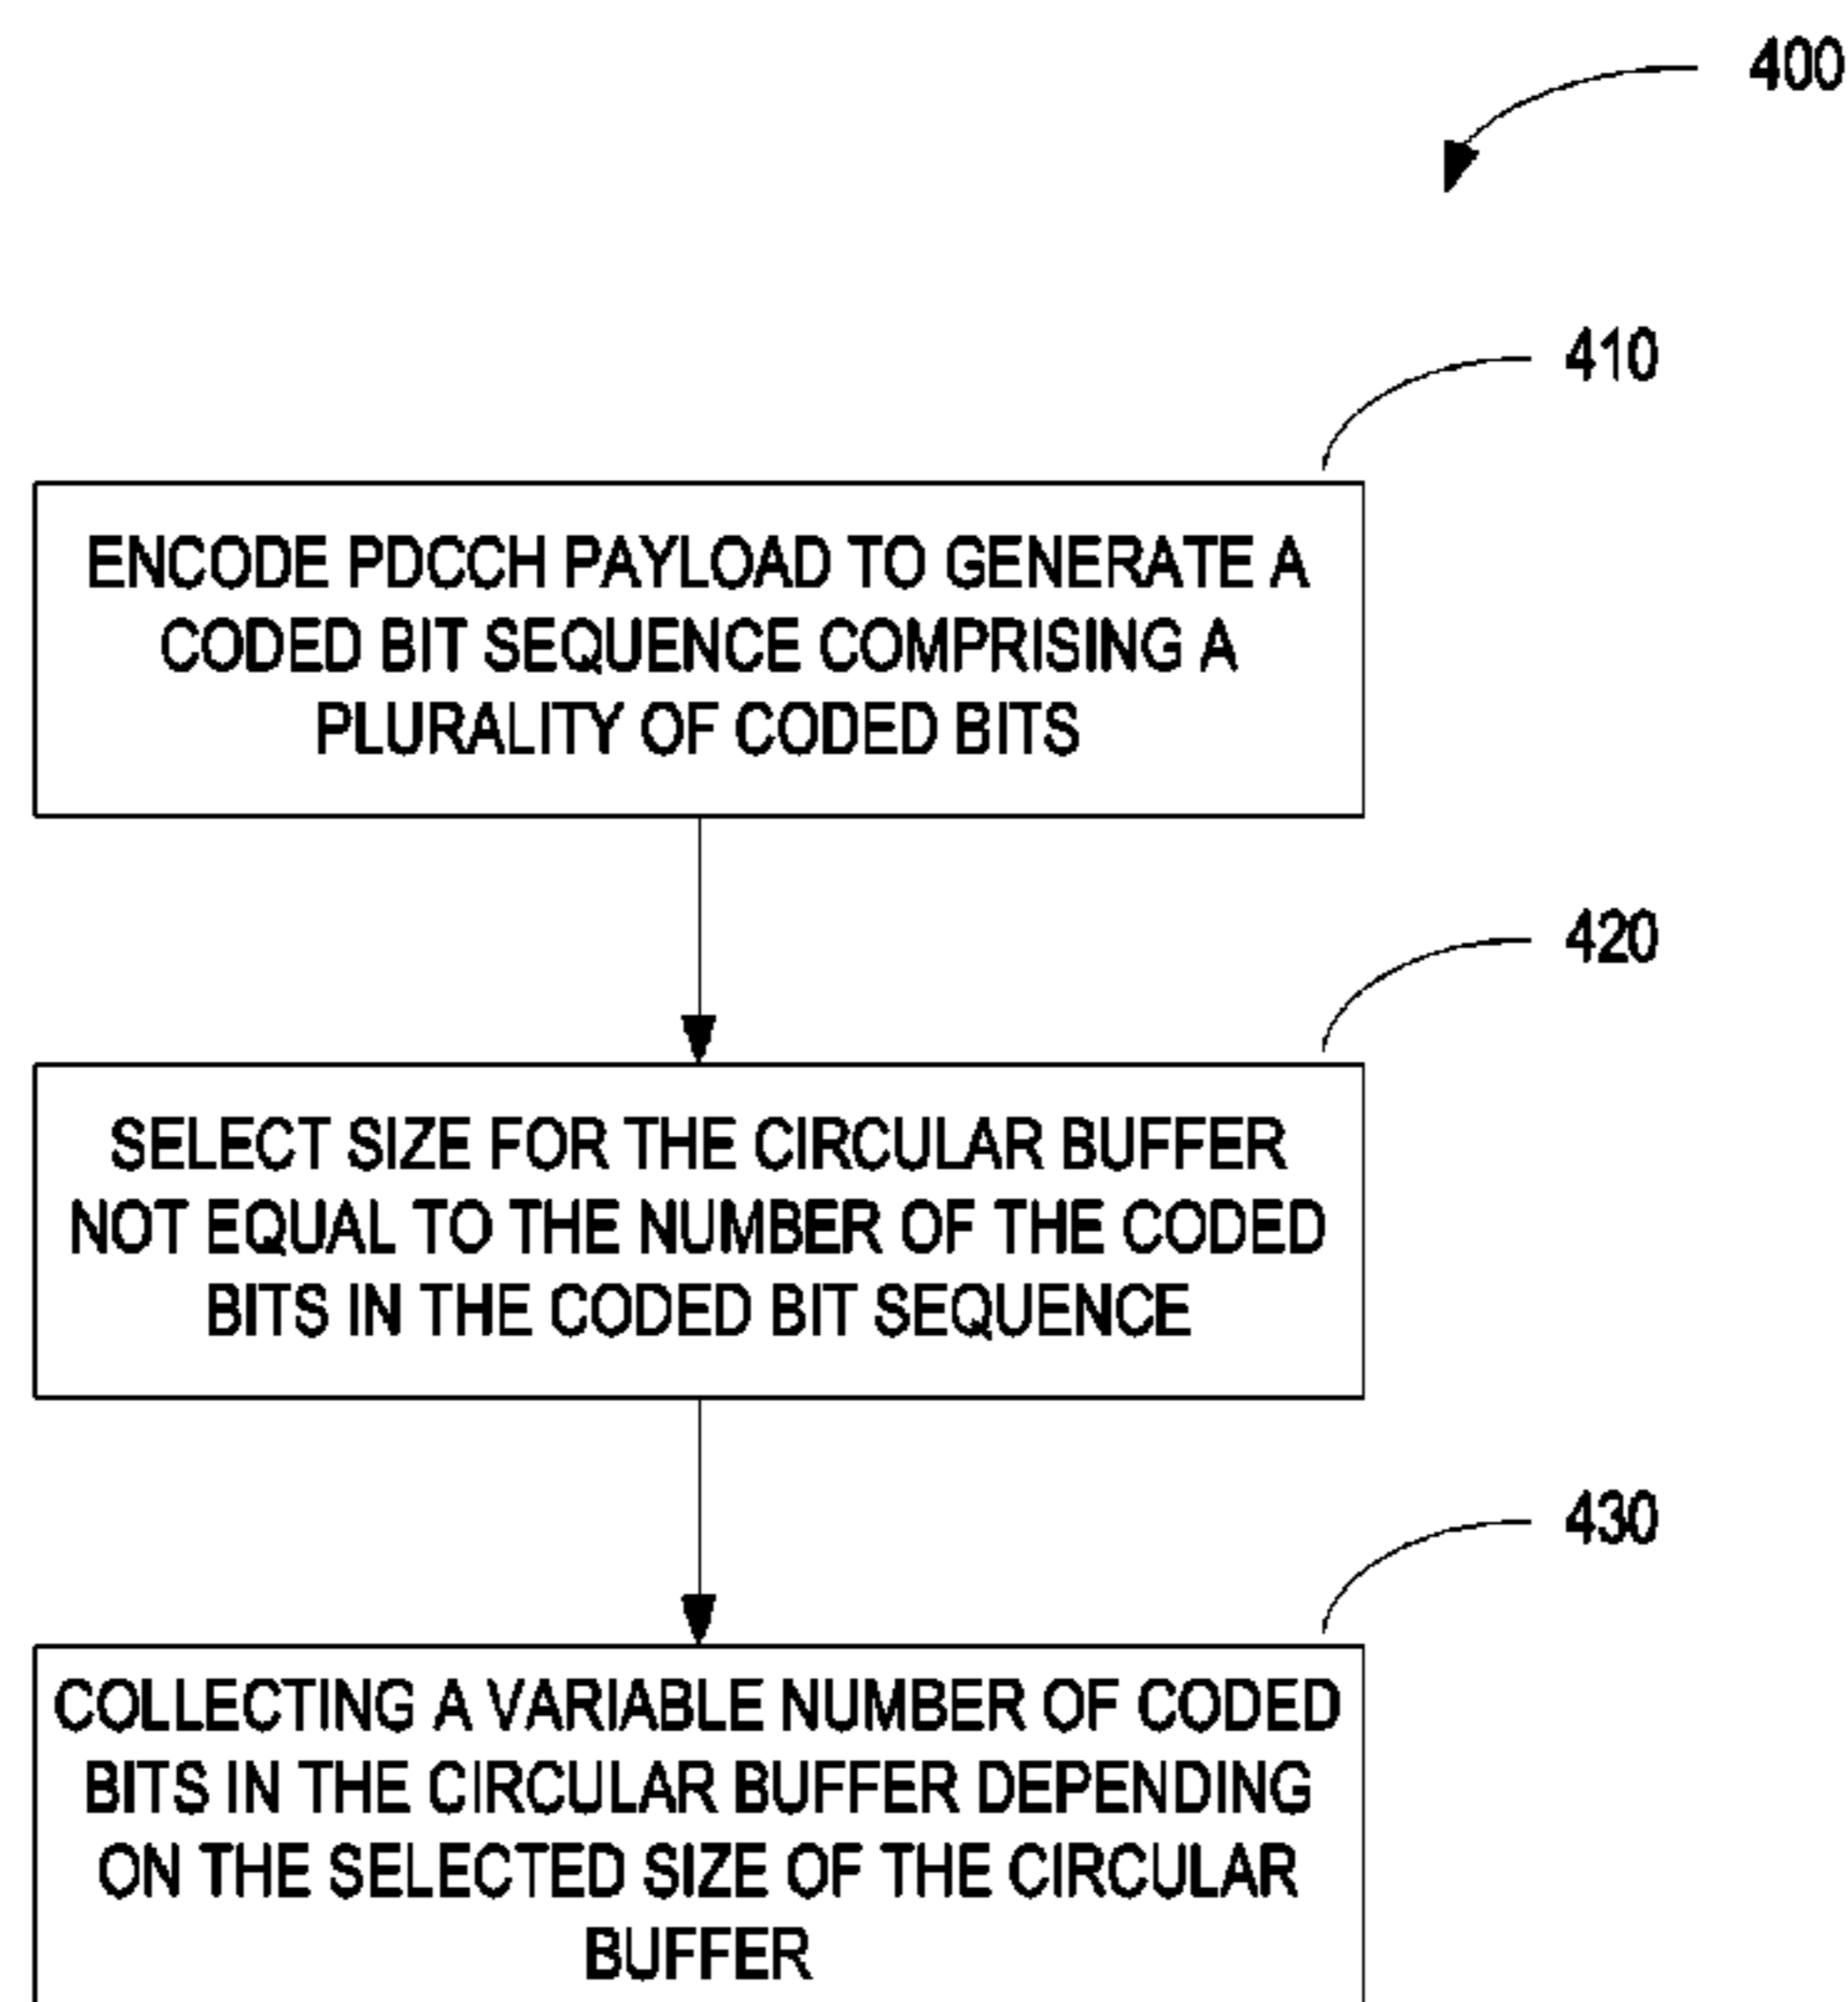 400
410
ENCODE PDCCH PAYLOAD TO GENERATE A
CODED BIT SEQUENCE COMPRISING A
PLURALITY OF CODED BITS
420
SELECT SIZE FOR THE CIRCULAR BUFFER
NOT EQUAL TO THE NUMBER OF THE CODED
BITS IN THE CODED BIT SEQUENCE
430
COLLECTING A VARIABLE NUMBER OF CODED
BITS IN THE CIRCULAR BUFFER DEPENDING
ON THE SELECTED SIZE OF THE CIRCULAR
BUFFER